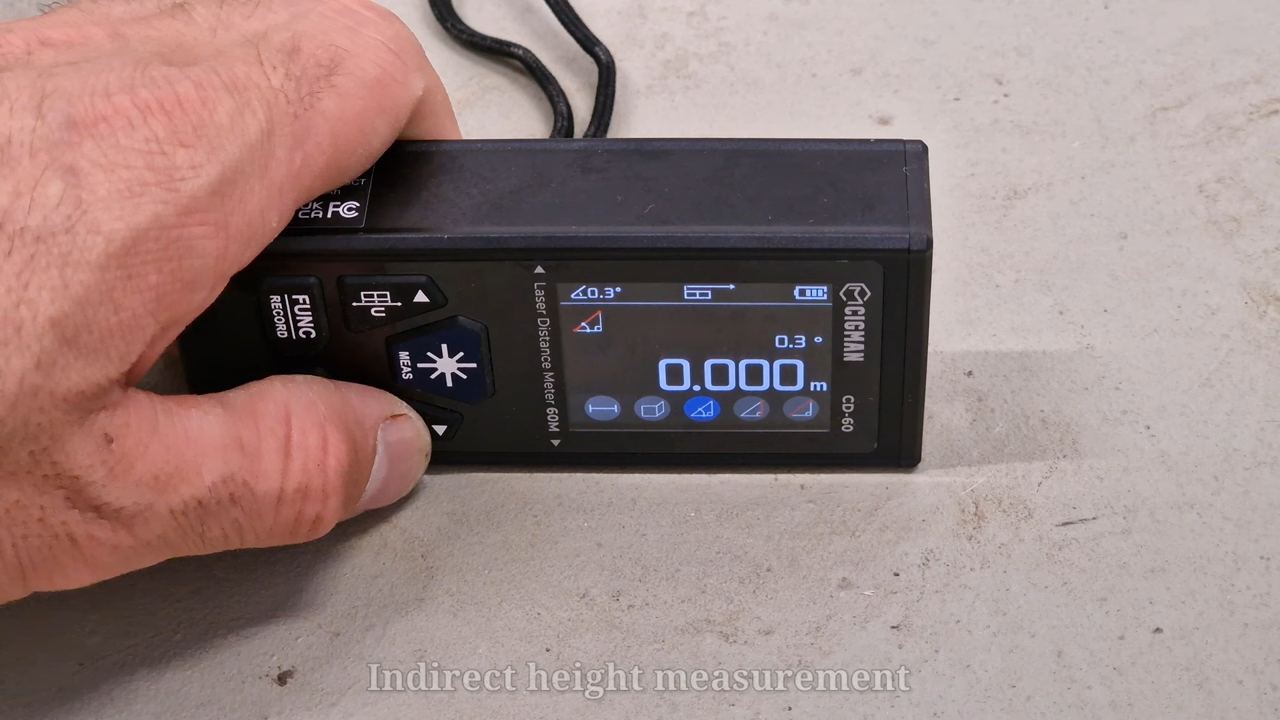 UK
CA FC
FUNC
RECORD
U
MEAS
Laser Distance Meter 60M
0.3°
0.3 °
0.000 m
CIGMAN
CD-60
Indirect height measurement